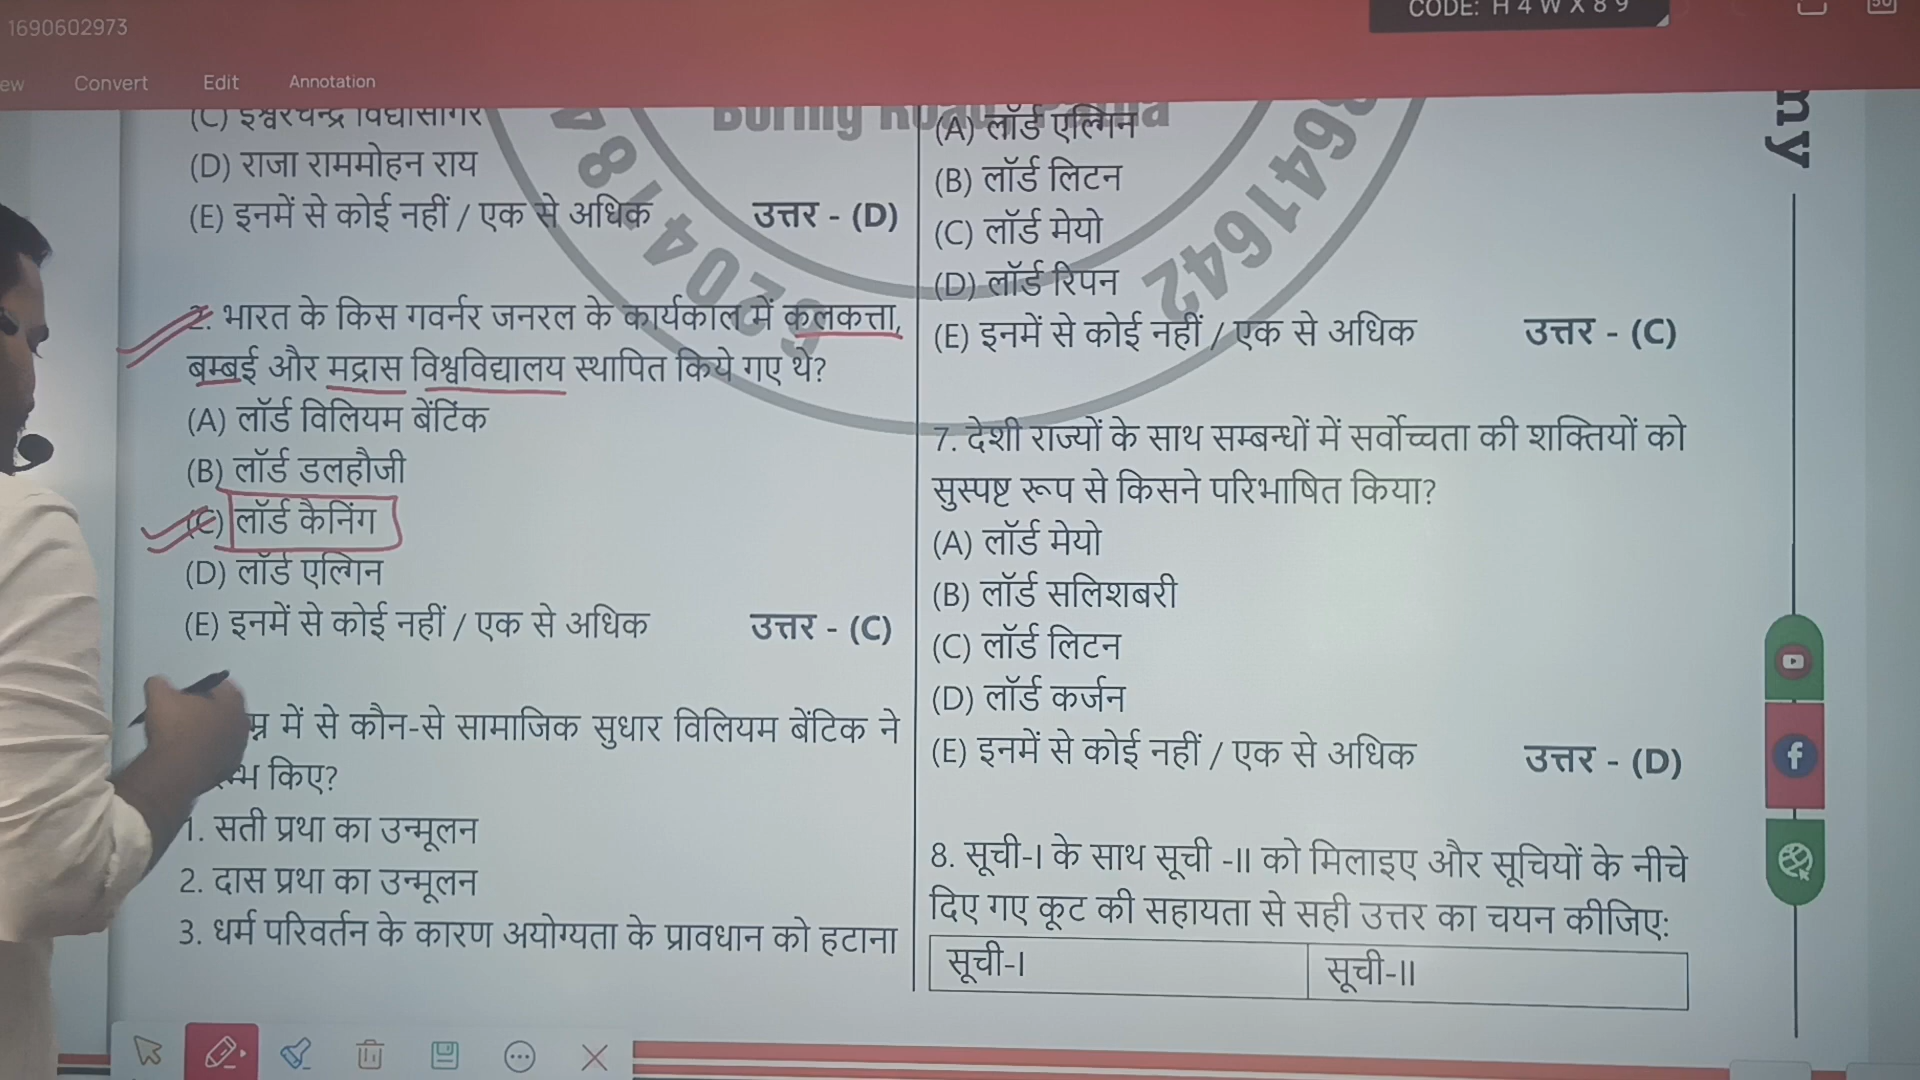 1690602973
CODE: H4WX89
Convert Edit Annotation
(C) ईश्वरचन्द्र विद्यासागर
(D) राजा राममोहन राय
(E) इनमें से कोई नहीं / एक से अधिक उत्तर - (D)
2. भारत के किस गवर्नर जनरल के कार्यकाल में कलकत्ता,
बम्बई और मद्रास विश्वविद्यालय स्थापित किये गए थे?
(A) लॉर्ड विलियम बेंटिंक
(B) लॉर्ड डलहौजी
(C) लॉर्ड कैनिंग
(D) लॉर्ड एल्गिन
(E) इनमें से कोई नहीं / एक से अधिक उत्तर - (C)
में से कौन-से सामाजिक सुधार विलियम बेंटिक ने
किए?
1. सती प्रथा का उन्मूलन
2. दास प्रथा का उन्मूलन
3. धर्म परिवर्तन के कारण अयोग्यता के प्रावधान को हटाना
(A) लॉर्ड एल्गिन
(B) लॉर्ड लिटन
(C) लॉर्ड मेयो
(D) लॉर्ड रिपन
(E) इनमें से कोई नहीं / एक से अधिक उत्तर - (C)
7. देशी राज्यों के साथ सम्बन्धों में सर्वोच्चता की शक्तियों को
सुस्पष्ट रूप से किसने परिभाषित किया?
(A) लॉर्ड मेयो
(B) लॉर्ड सलिशबरी
(C) लॉर्ड लिटन
(D) लॉर्ड कर्जन
(E) इनमें से कोई नहीं / एक से अधिक उत्तर - (D)
8. सूची-I के साथ सूची -II को मिलाइए और सूचियों के नीचे
दिए गए कूट की सहायता से सही उत्तर का चयन कीजिए:
सूची-I सूची-II